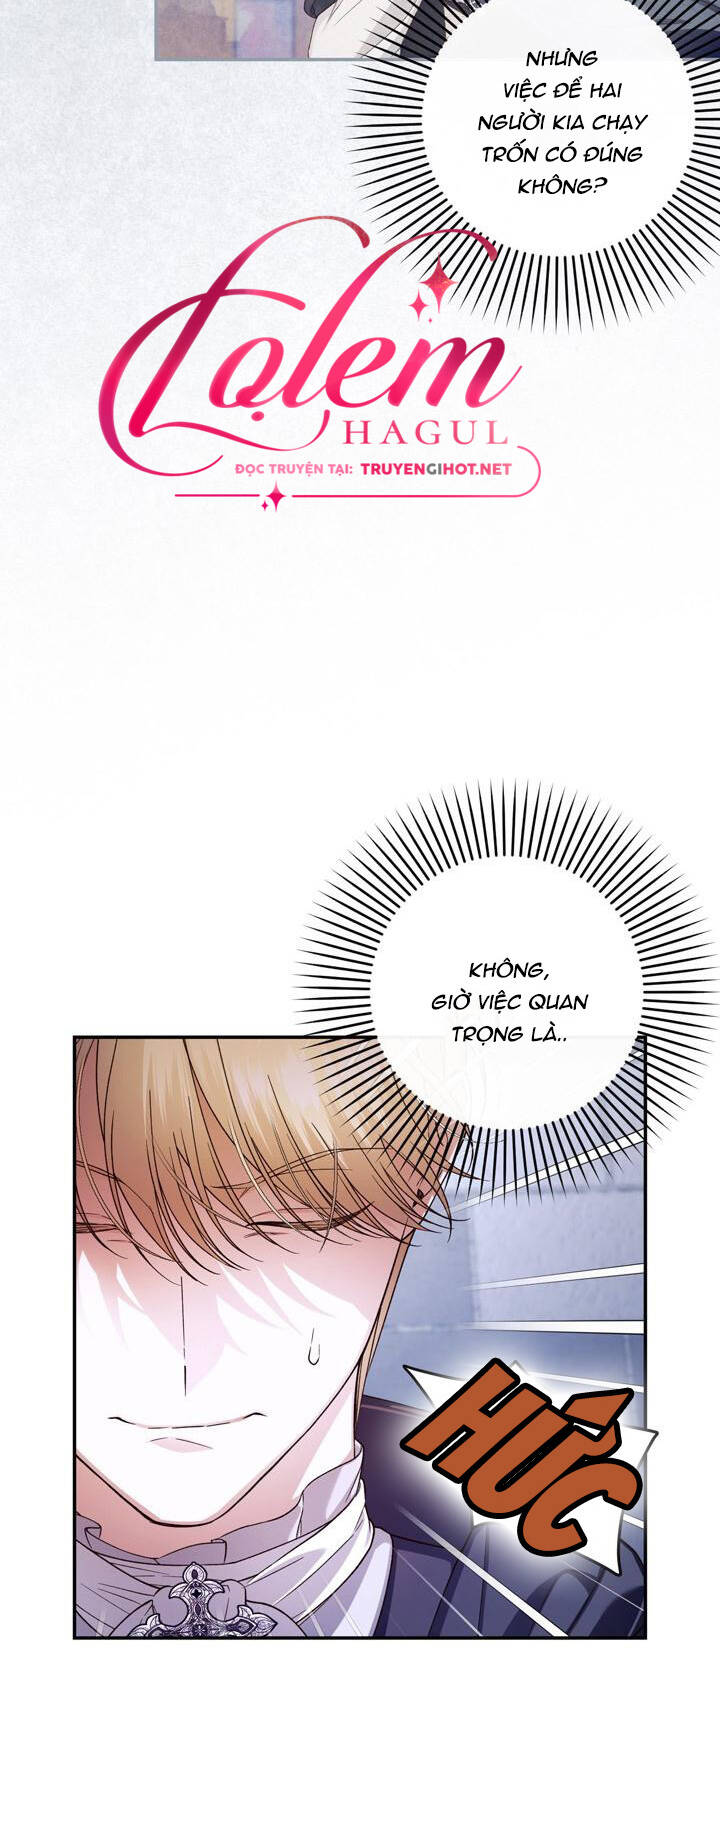 NHƯNG
VIỆC ĐỂ HAI
NGƯỜI KIA CHẠY
TRỐN CÓ ĐÚNG
KHÔNG?
Lọlem
HAGUL
ĐỌC TRUYỆN TẠI: TRUYENGIHOT.NET
KHÔNG,
GIỜ VIỆC QUAN
TRỌNG LÀ..
HỨC